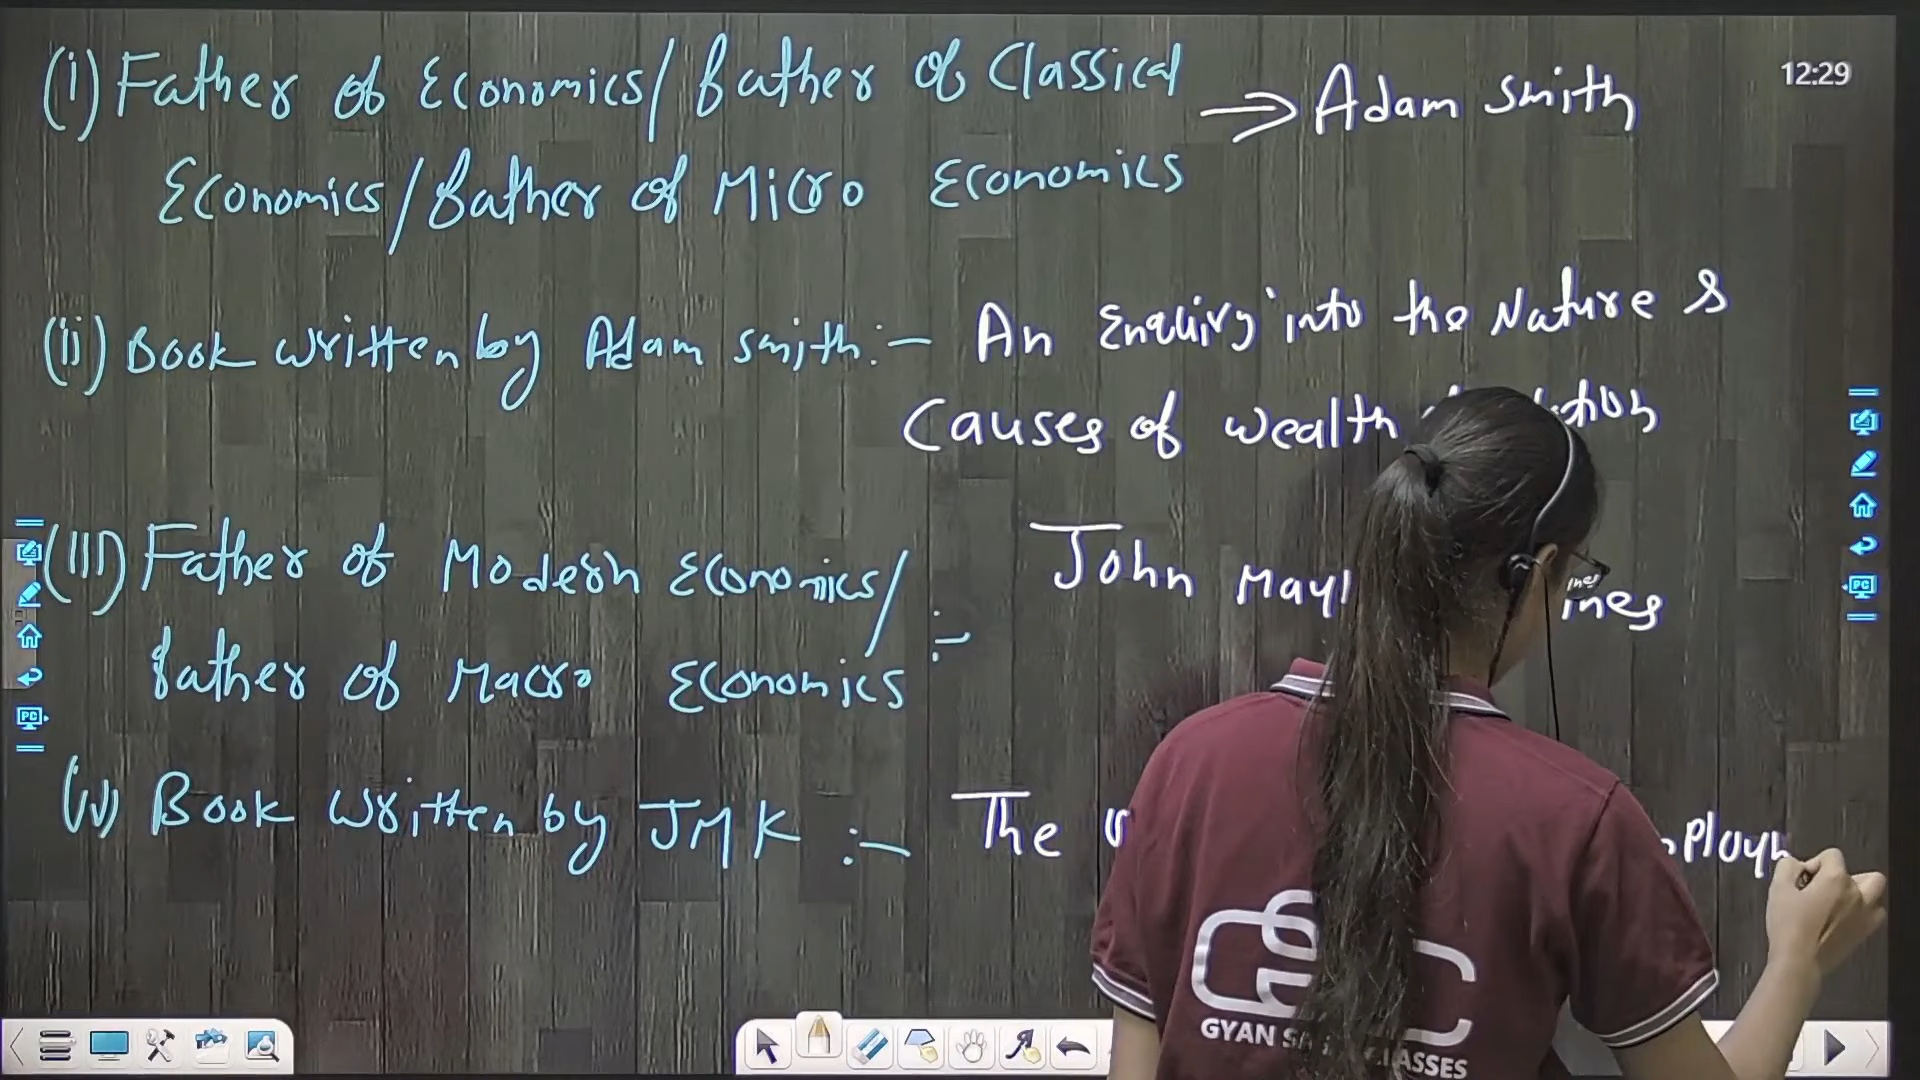 (i) Father of Economics/Father of Classical
Economics/Father of Micro Economics
⇒ Adam Smith
12:29
(ii) Book written by Adam Smith:- An Enquiry into the Nature &
Causes of wealth
(III) Father of Modern Economics/
father of Macro Economics :-
John
(iv) Book written by JMK :- The
GYAN